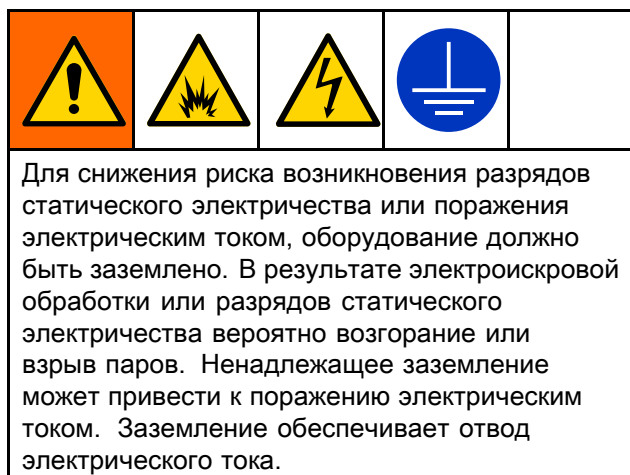 Для снижения риска возникновения разрядов
статического электричества или поражения
электрическим током, оборудование должно
быть заземлено. В результате электроискровой
обработки или разрядов статического
электричества вероятно возгорание или
взрыв паров. Ненадлежащее заземление
может привести к поражению электрическим
током. Заземление обеспечивает отвод
электрического тока.